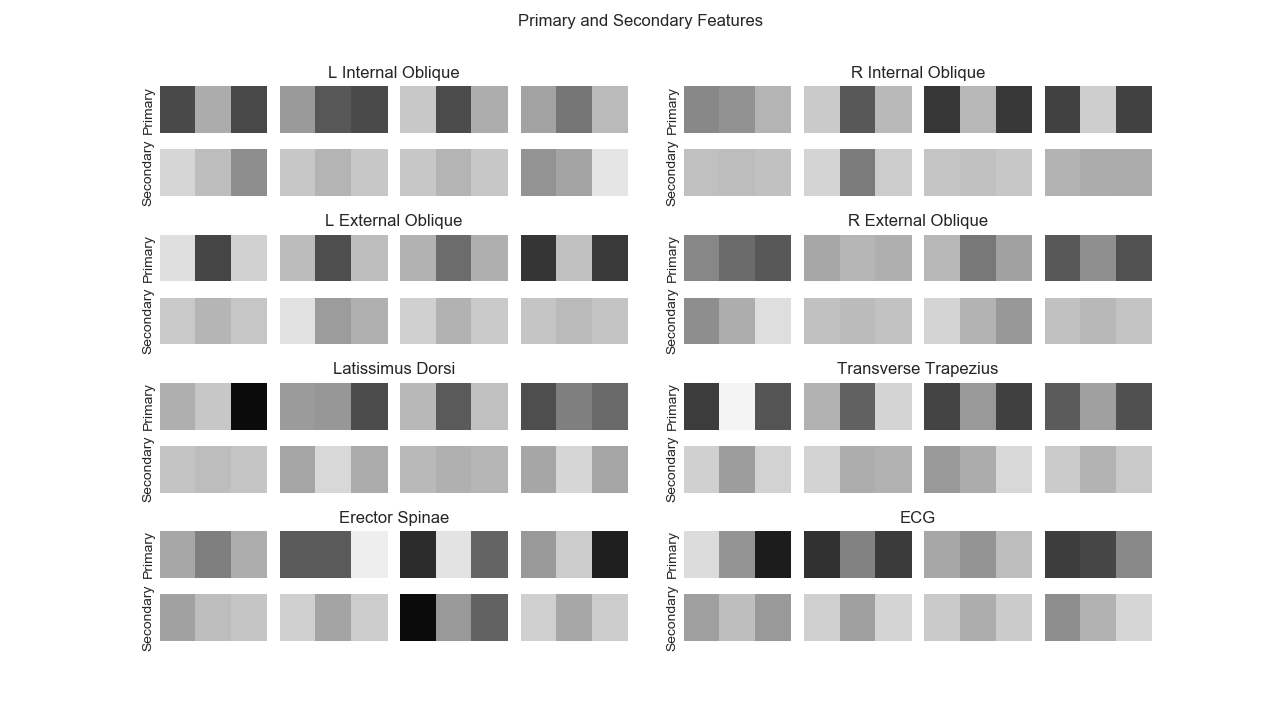 Primary and Secondary Features
L Internal Oblique
Primary
Secondary
R Internal Oblique
Primary
Secondary
L External Oblique
Primary
Secondary
R External Oblique
Primary
Secondary
Latissimus Dorsi
Primary
Secondary
Transverse Trapezius
Primary
Secondary
Erector Spinae
Primary
Secondary
ECG
Primary
Secondary